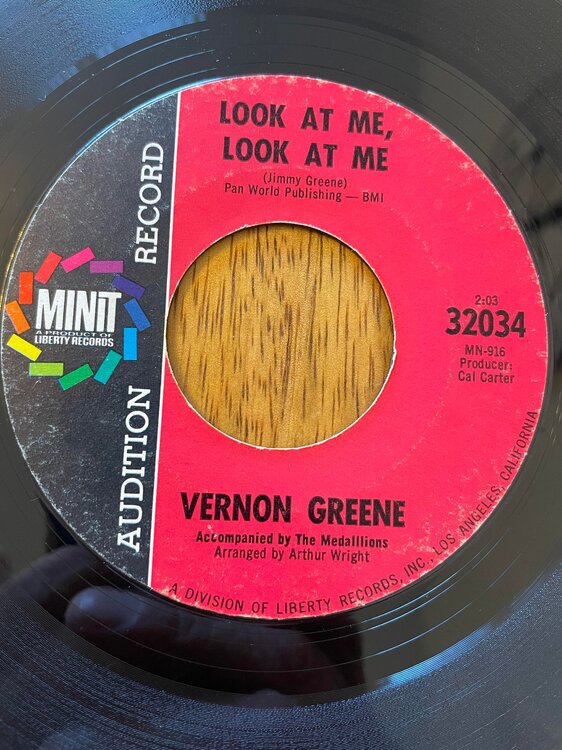 LOOK AT ME,
LOOK AT ME
(Jimmy Greene)
Pan World Publishing — BMI
AUDITION RECORD
MINIT
A PRODUCT OF
LIBERTY RECORDS
2:03
32034
MN-916
Producer:
Cal Carter
VERNON GREENE
Accompanied by The Medalllions
Arranged by Arthur Wright
A DIVISION OF LIBERTY RECORDS, INC., LOS ANGELES, CALIFORNIA